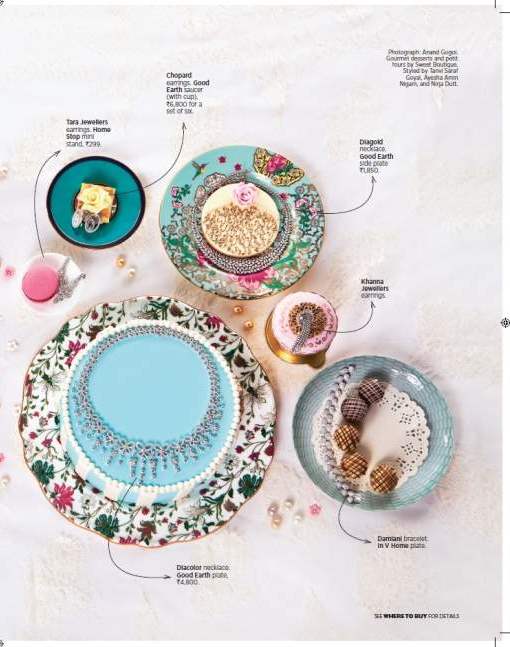 Photograph: Anand Gogoi.
Gourmet desserts and petit
fours by Sweet Boutique.
Styled by Tanvi Saraf
Goyal, Ayesha Amin
Nigam, and Nirja Dutt.
Chopard
earrings. Good
Earth saucer
(with cup),
₹6,800 for a
set of six.
Tara Jewellers
earrings. Home
Stop mini
stand, ₹299.
Diagold
necklace.
Good Earth
side plate
₹1,850.
Khanna
Jewellers
earrings.
Damiani bracelet.
In V Home plate.
Diacolor necklace.
Good Earth plate,
₹4,800.
SEE WHERE TO BUY FOR DETAILS